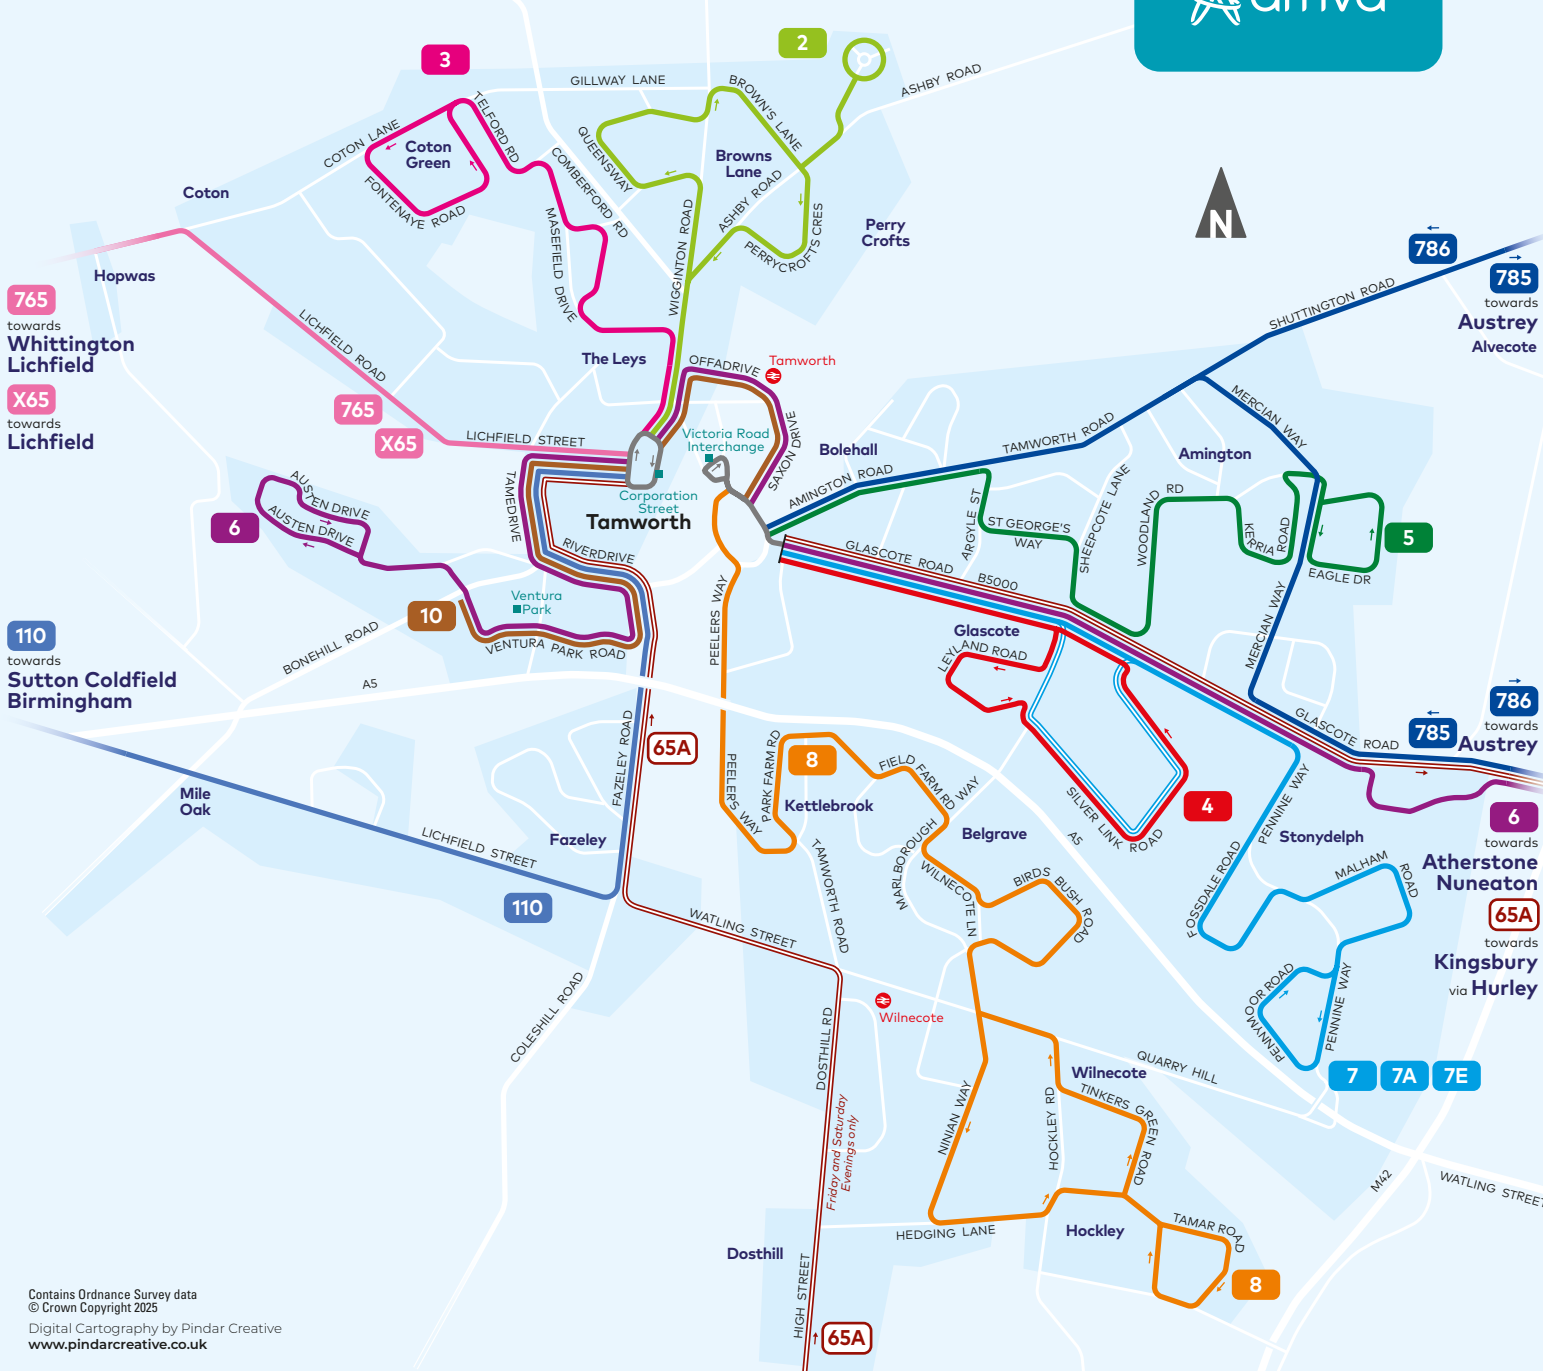 arriva
3
2
GILLWAY LANE
BROWN'S LANE
ASHBY ROAD
TELFORD RD
COTON LANE
Coton
Green
QUEENSWAY
COMBERFORD RD
Browns
Lane
ASHBY ROAD
Coton
FONTENAYE ROAD
MASEFIELD DRIVE
WIGGINTON ROAD
PERRYCROFTS CRES
Perry
Crofts
N
786
785
towards
Austrey
Alvecote
SHUTTINGTON ROAD
Hopwas
765
towards
Whittington
Lichfield
X65
towards
Lichfield
LICHFIELD ROAD
765
X65
LICHFIELD STREET
The Leys
OFFADRIVE
Tamworth
SAXON DRIVE
Victoria Road
Interchange
Corporation
Street
Tamworth
Bolehall
AMINGTON ROAD
TAMWORTH ROAD
MERCIAN WAY
Amington
ARGYLE ST
ST GEORGE'S
WAY
SHEEPCOTE LANE
WOODLAND RD
KERRIA ROAD
5
EAGLE DR
MERCIAN WAY
AUSTEN DRIVE
AUSTEN DRIVE
6
TAMEDRIVE
RIVERDRIVE
GLASCOTE ROAD
B5000
Ventura
Park
10
VENTURA PARK ROAD
BONEHILL ROAD
A5
PEELERS WAY
Glascote
LEYLAND ROAD
110
towards
Sutton Coldfield
Birmingham
FAZELEY ROAD
65A
PEELERS WAY
PARK FARM RD
8
Kettlebrook
FIELD FARM RD
MARLBOROUGH WAY
Belgrave
A5
SILVER LINK ROAD
4
GLASCOTE ROAD
786
785
towards
Austrey
PENNINE WAY
Stonydelph
6
towards
Atherstone
Nuneaton
65A
towards
Kingsbury
via Hurley
Mile
Oak
LICHFIELD STREET
110
Fazeley
TAMWORTH ROAD
WILNECOTE LN
BIRDS BUSH ROAD
FOSSDALE ROAD
MALHAM ROAD
WATLING STREET
PENNYMOOR ROAD
PENNINE WAY
7
7A
7E
COLESHILL ROAD
DOSTHILL RD
Wilnecote
Friday and Saturday
Evenings only
NINIAN WAY
HOCKLEY RD
Wilnecote
TINKERS GREEN ROAD
QUARRY HILL
M42
WATLING STREET
HEDGING LANE
Hockley
TAMAR ROAD
8
Dosthill
HIGH STREET
65A
Contains Ordnance Survey data
© Crown Copyright 2025
Digital Cartography by Pindar Creative
www.pindarcreative.co.uk